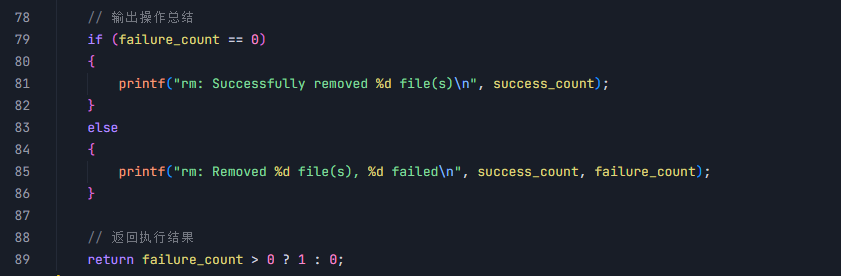 78 // 输出操作总结
79 if (failure_count == 0)
80 {
81 printf("rm: Successfully removed %d file(s)\n", success_count);
82 }
83 else
84 {
85 printf("rm: Removed %d file(s), %d failed\n", success_count, failure_count);
86 }
87
88 // 返回执行结果
89 return failure_count > 0 ? 1 : 0;